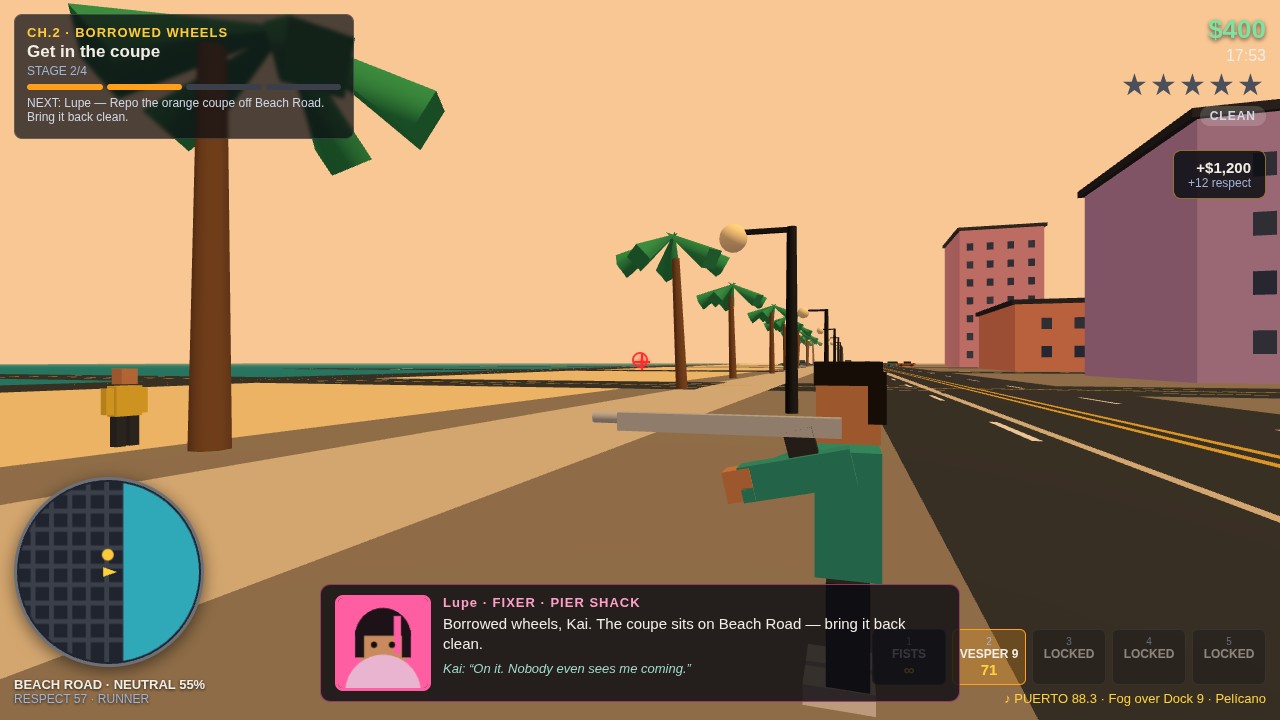 CH.2 · BORROWED WHEELS
Get in the coupe
STAGE 2/4
NEXT: Lupe — Repo the orange coupe off Beach Road.
Bring it back clean.
$400
17:53
CLEAN
+$1,200
+12 respect
Lupe · FIXER · PIER SHACK
Borrowed wheels, Kai. The coupe sits on Beach Road — bring it back
clean.
Kai: “On it. Nobody even sees me coming.”
1
FISTS
∞
2
VESPER 9
71
3
LOCKED
4
LOCKED
5
LOCKED
BEACH ROAD · NEUTRAL 55%
RESPECT 57 · RUNNER
♪ PUERTO 88.3 · Fog over Dock 9 · Pelícano